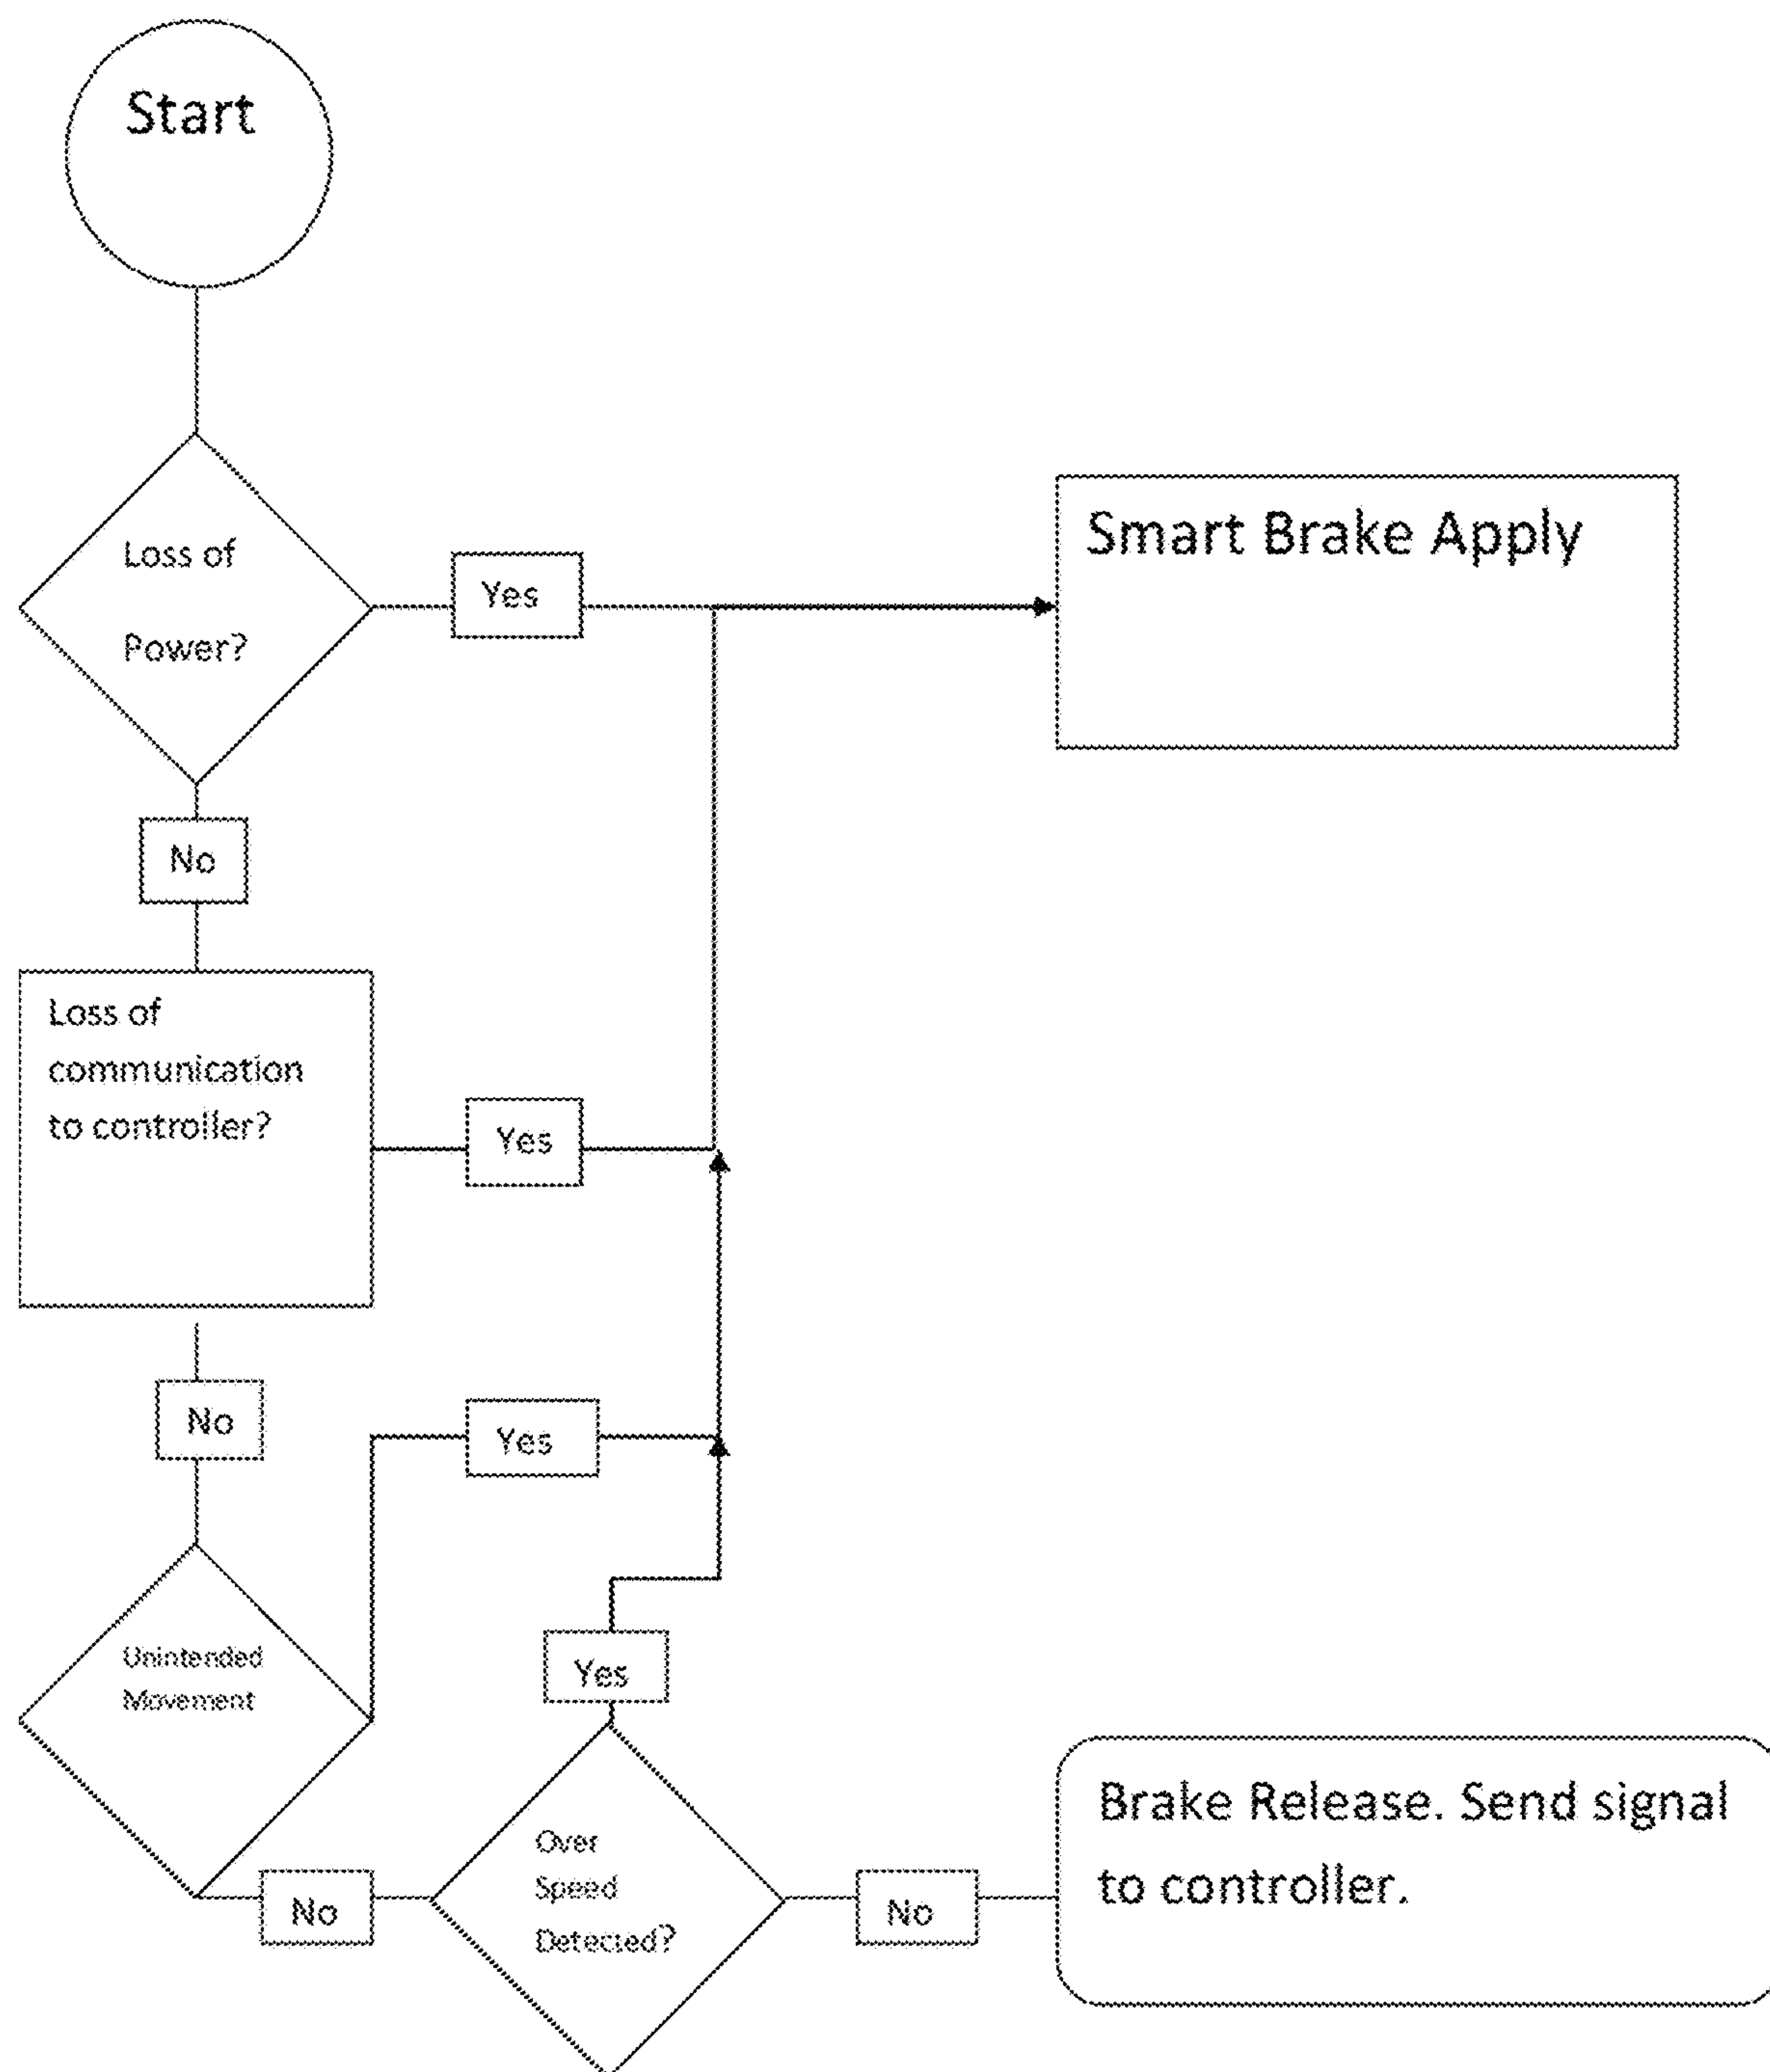 Start
Loss of
Power?
Yes
Smart Brake Apply
No
Loss of
communication
to controller?
Yes
No
Yes
Unintended
Movement
Yes
No
Over
Speed
Detected?
No
Brake Release. Send signal
to controller.